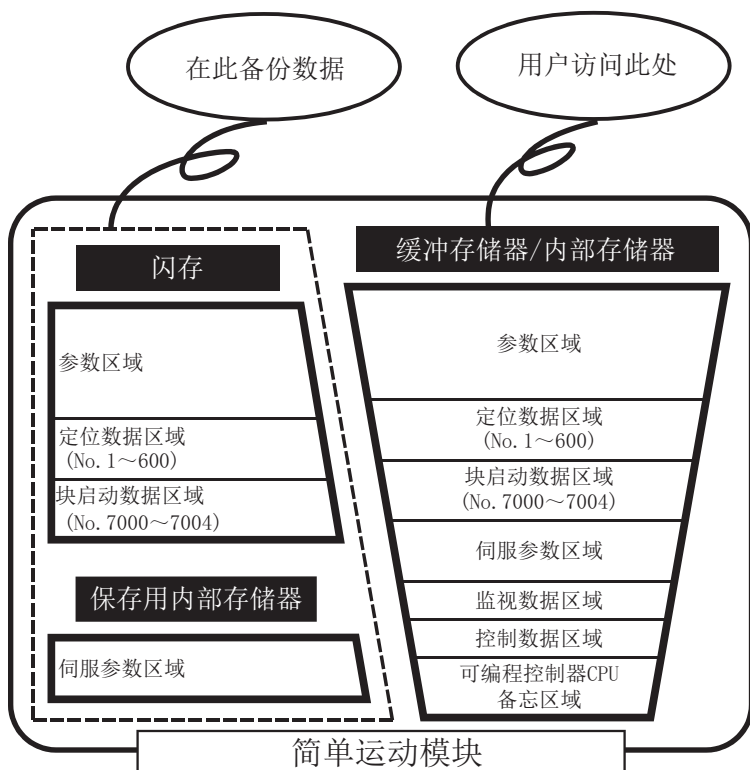 在此备份数据
用户访问此处
闪存
参数区域
定位数据区域
(No.1～600)
块启动数据区域
(No.7000～7004)
保存用内部存储器
伺服参数区域
缓冲存储器/内部存储器
参数区域
定位数据区域
(No.1～600)
块启动数据区域
(No.7000～7004)
伺服参数区域
监视数据区域
控制数据区域
可编程控制器CPU
备忘区域
简单运动模块